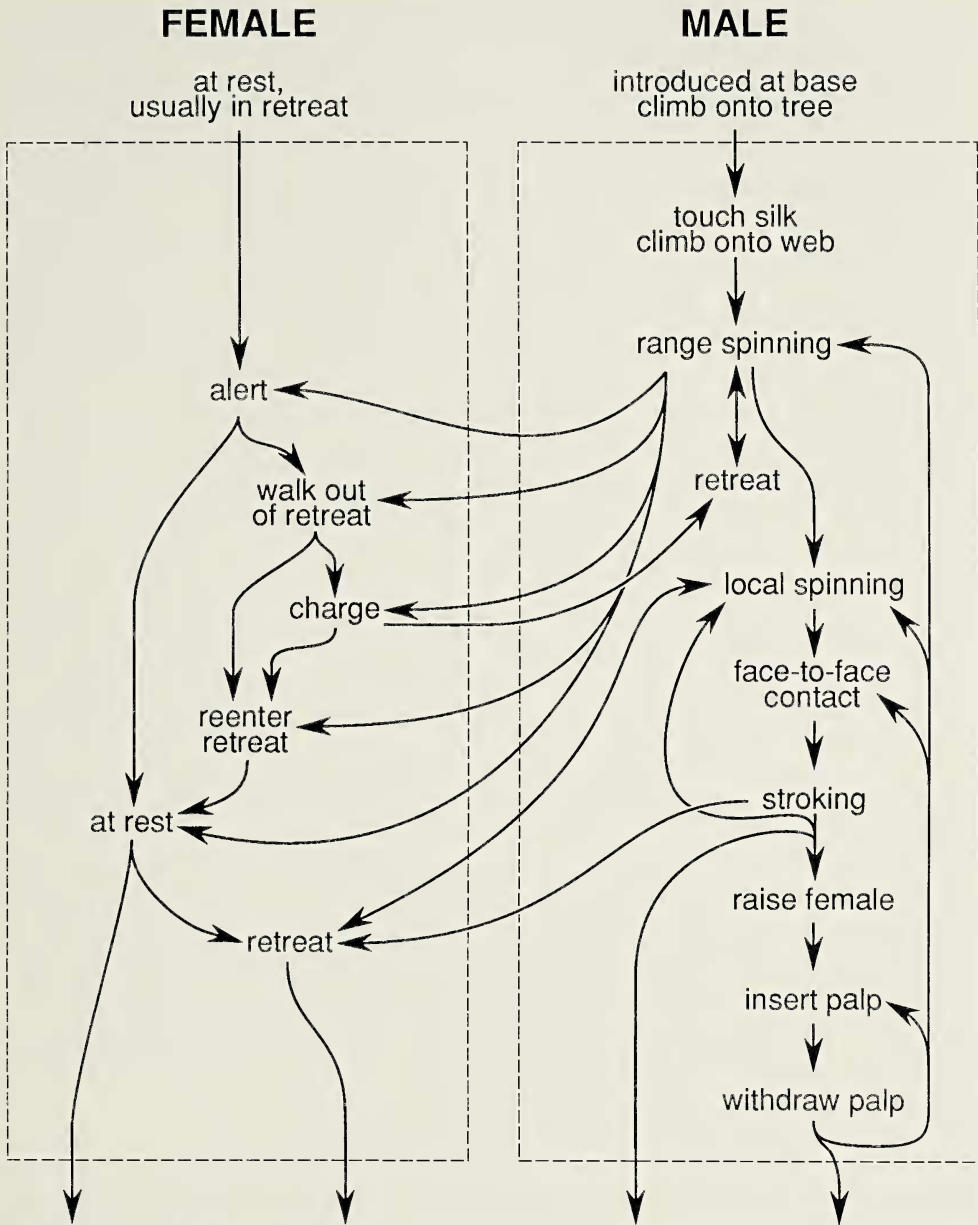 FEMALE
at rest,
usually in retreat
alert
walk out
of retreat
charge
reenter
retreat
at rest
retreat
MALE
introduced at base
climb onto tree
touch silk
climb onto web
range spinning
retreat
local spinning
face-to-face
contact
stroking
raise female
insert palp
withdraw palp